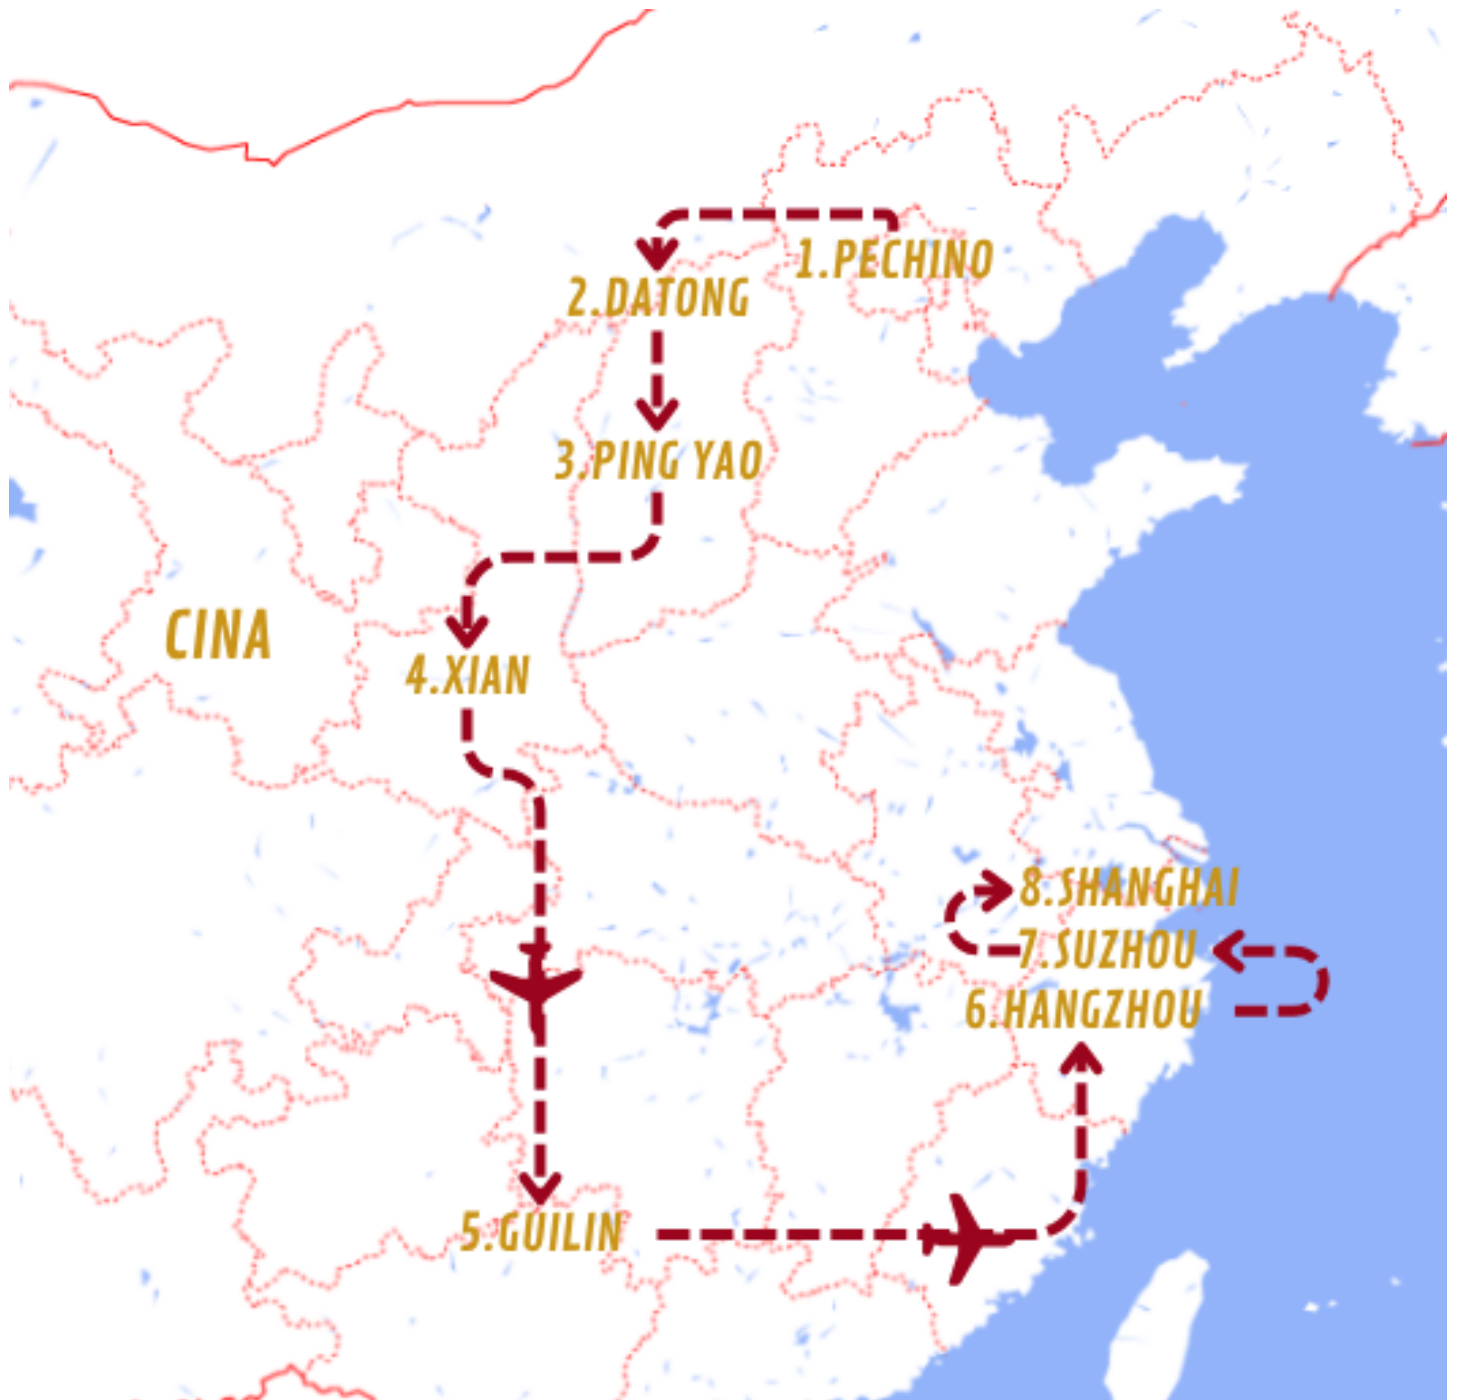 1.PECHINO
2.DATONG
3.PING YAO
CINA
4.XIAN
8.SHANGHAI
7.SUZHOU
6.HANGZHOU
5.GUILIN